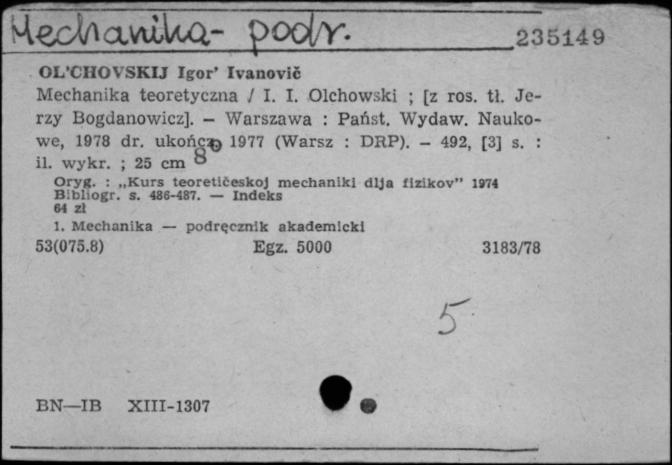 Mechanika - podr.
235149
OL'CHOVSKIJ Igor' Ivanovič
Mechanika teoretyczna / I. I. Olchowski ; [z ros. tł. Je-
rzy Bogdanowicz]. — Warszawa : Państ. Wydaw. Nauko-
we, 1978 dr. ukończ. 1977 (Warsz : DRP). — 492, [3] s. :
il. wykr. ; 25 cm 8
Oryg. : „Kurs teoretičeskoj mechaniki dlja fizikov" 1974
Bibliogr. s. 486-487. — Indeks
64 zł
1. Mechanika — podręcznik akademicki
53(075.8) Egz. 5000 3183/78
5
BN—IB XIII-1307